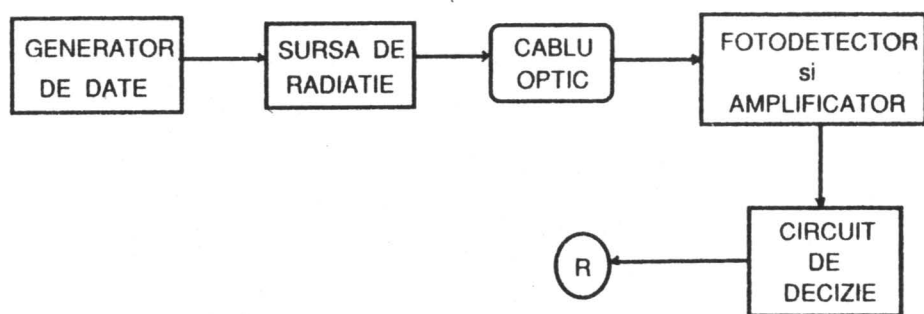 GENERATOR
DE DATE
SURSA DE
RADIATIE
CABLU
OPTIC
FOTODETECTOR
si
AMPLIFICATOR
CIRCUIT
DE
DECIZIE
R